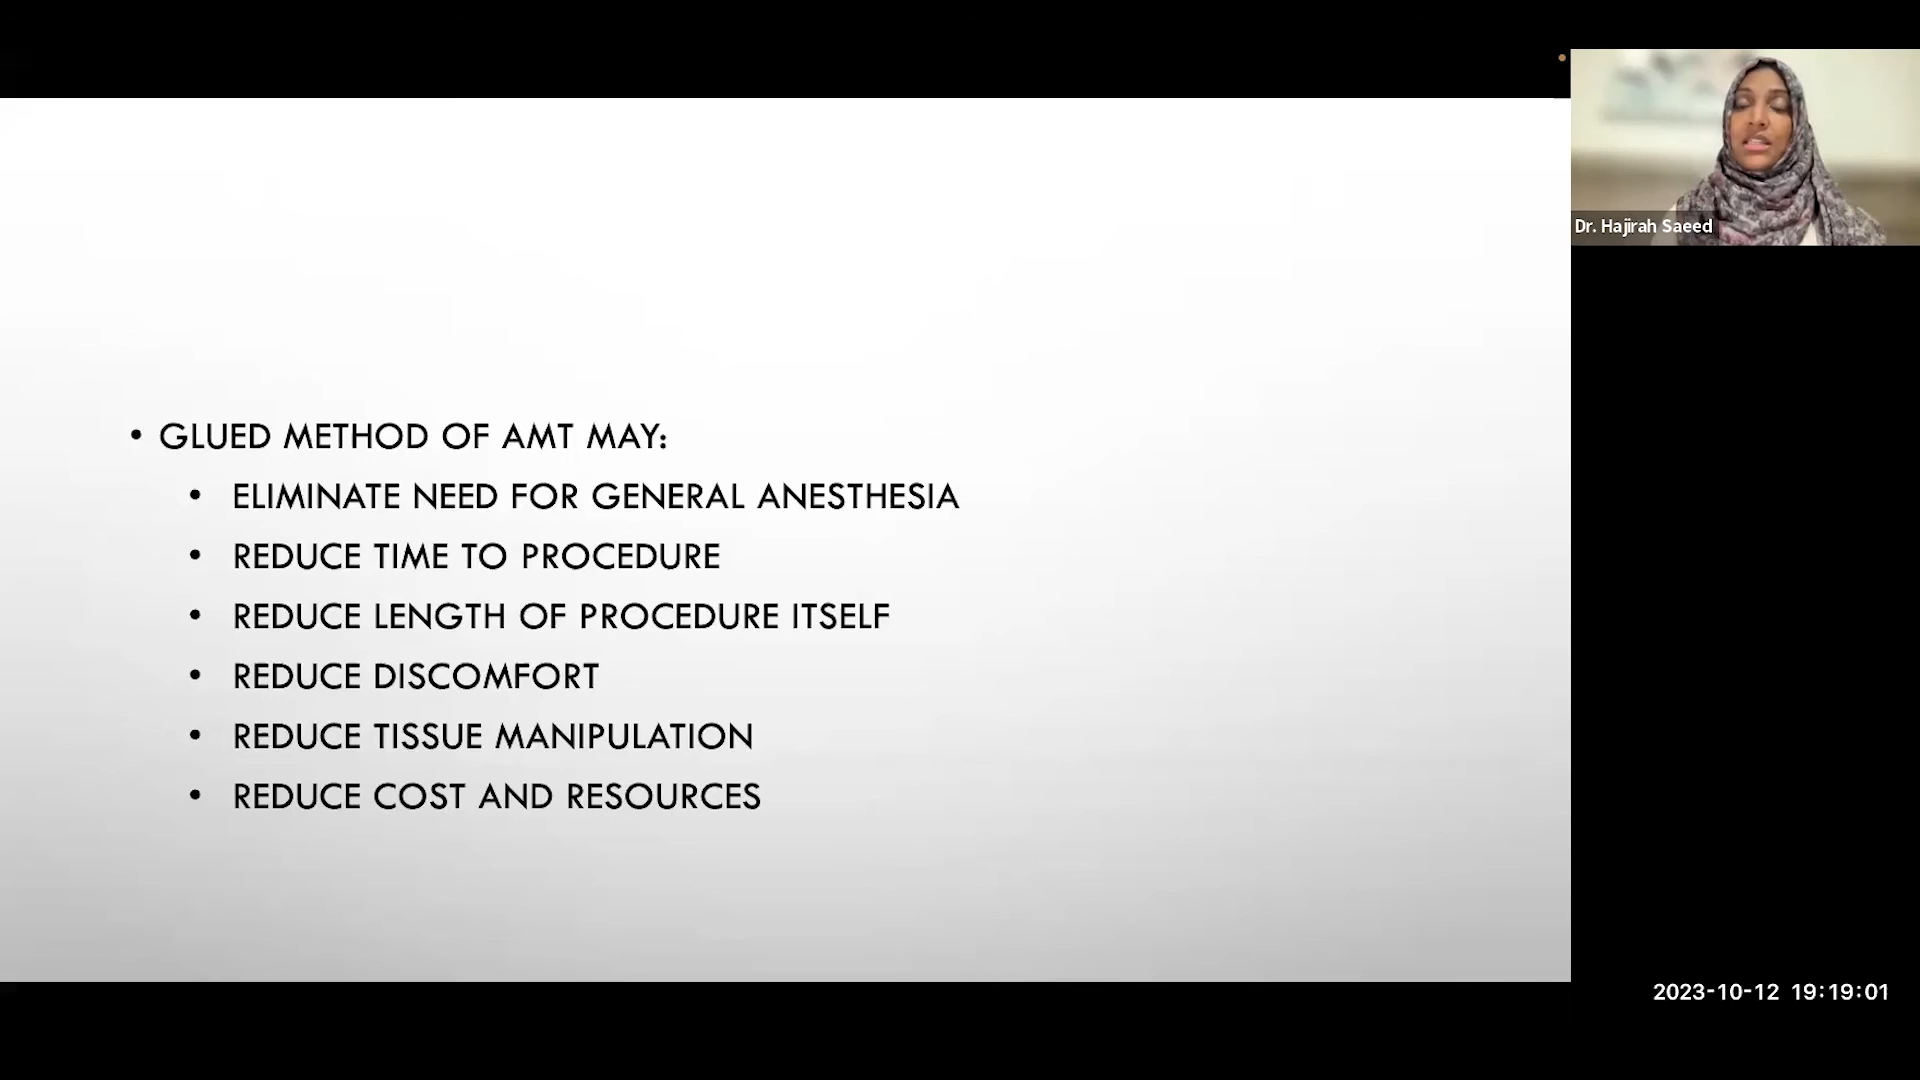 • GLUED METHOD OF AMT MAY:
• ELIMINATE NEED FOR GENERAL ANESTHESIA
• REDUCE TIME TO PROCEDURE
• REDUCE LENGTH OF PROCEDURE ITSELF
• REDUCE DISCOMFORT
• REDUCE TISSUE MANIPULATION
• REDUCE COST AND RESOURCES
Dr. Hajirah Saeed
2023-10-12 19:19:01